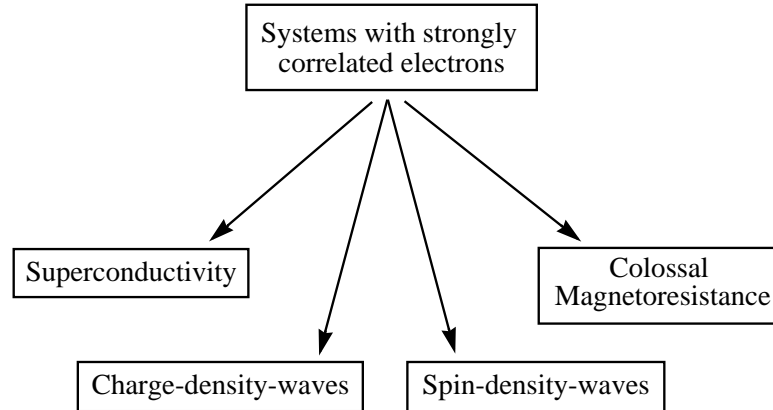 Systems with strongly
correlated electrons
Superconductivity
Colossal
Magnetoresistance
Charge-density-waves
Spin-density-waves